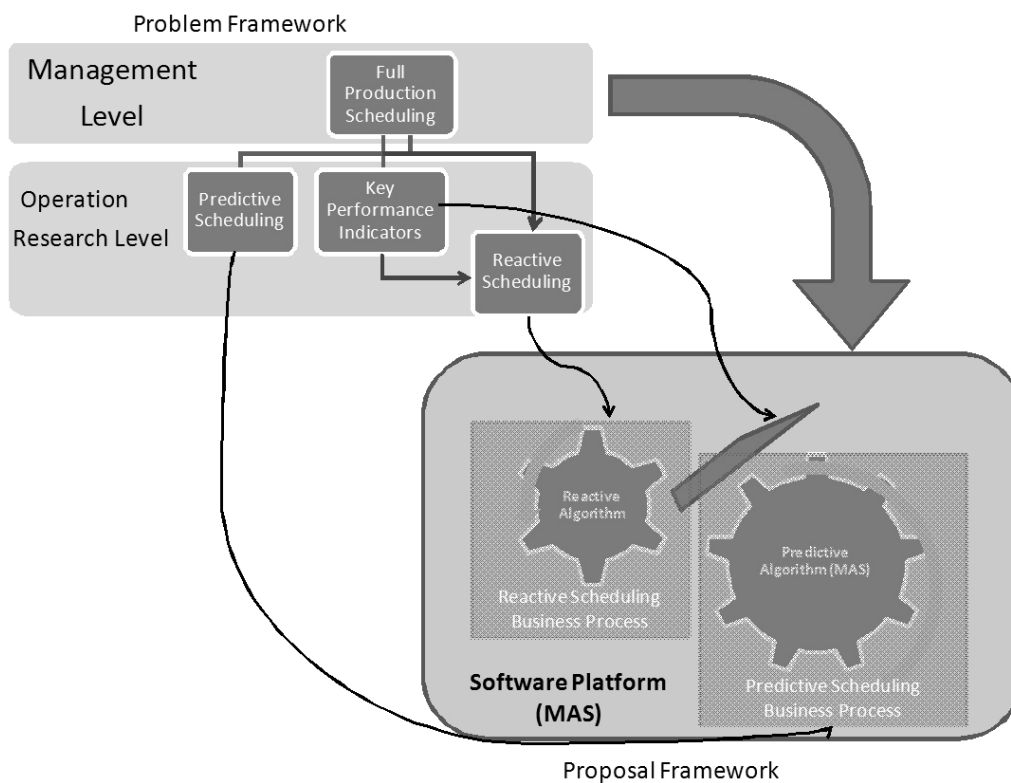 Problem Framework
Management
Level
Full
Production
Scheduling
Operation
Research Level
Predictive
Scheduling
Key
Performance
Indicators
Reactive
Scheduling
Reactive
Algorithm
Reactive Scheduling
Business Process
Predictive
Algorithm (MAS)
Predictive Scheduling
Business Process
Software Platform
(MAS)
Proposal Framework